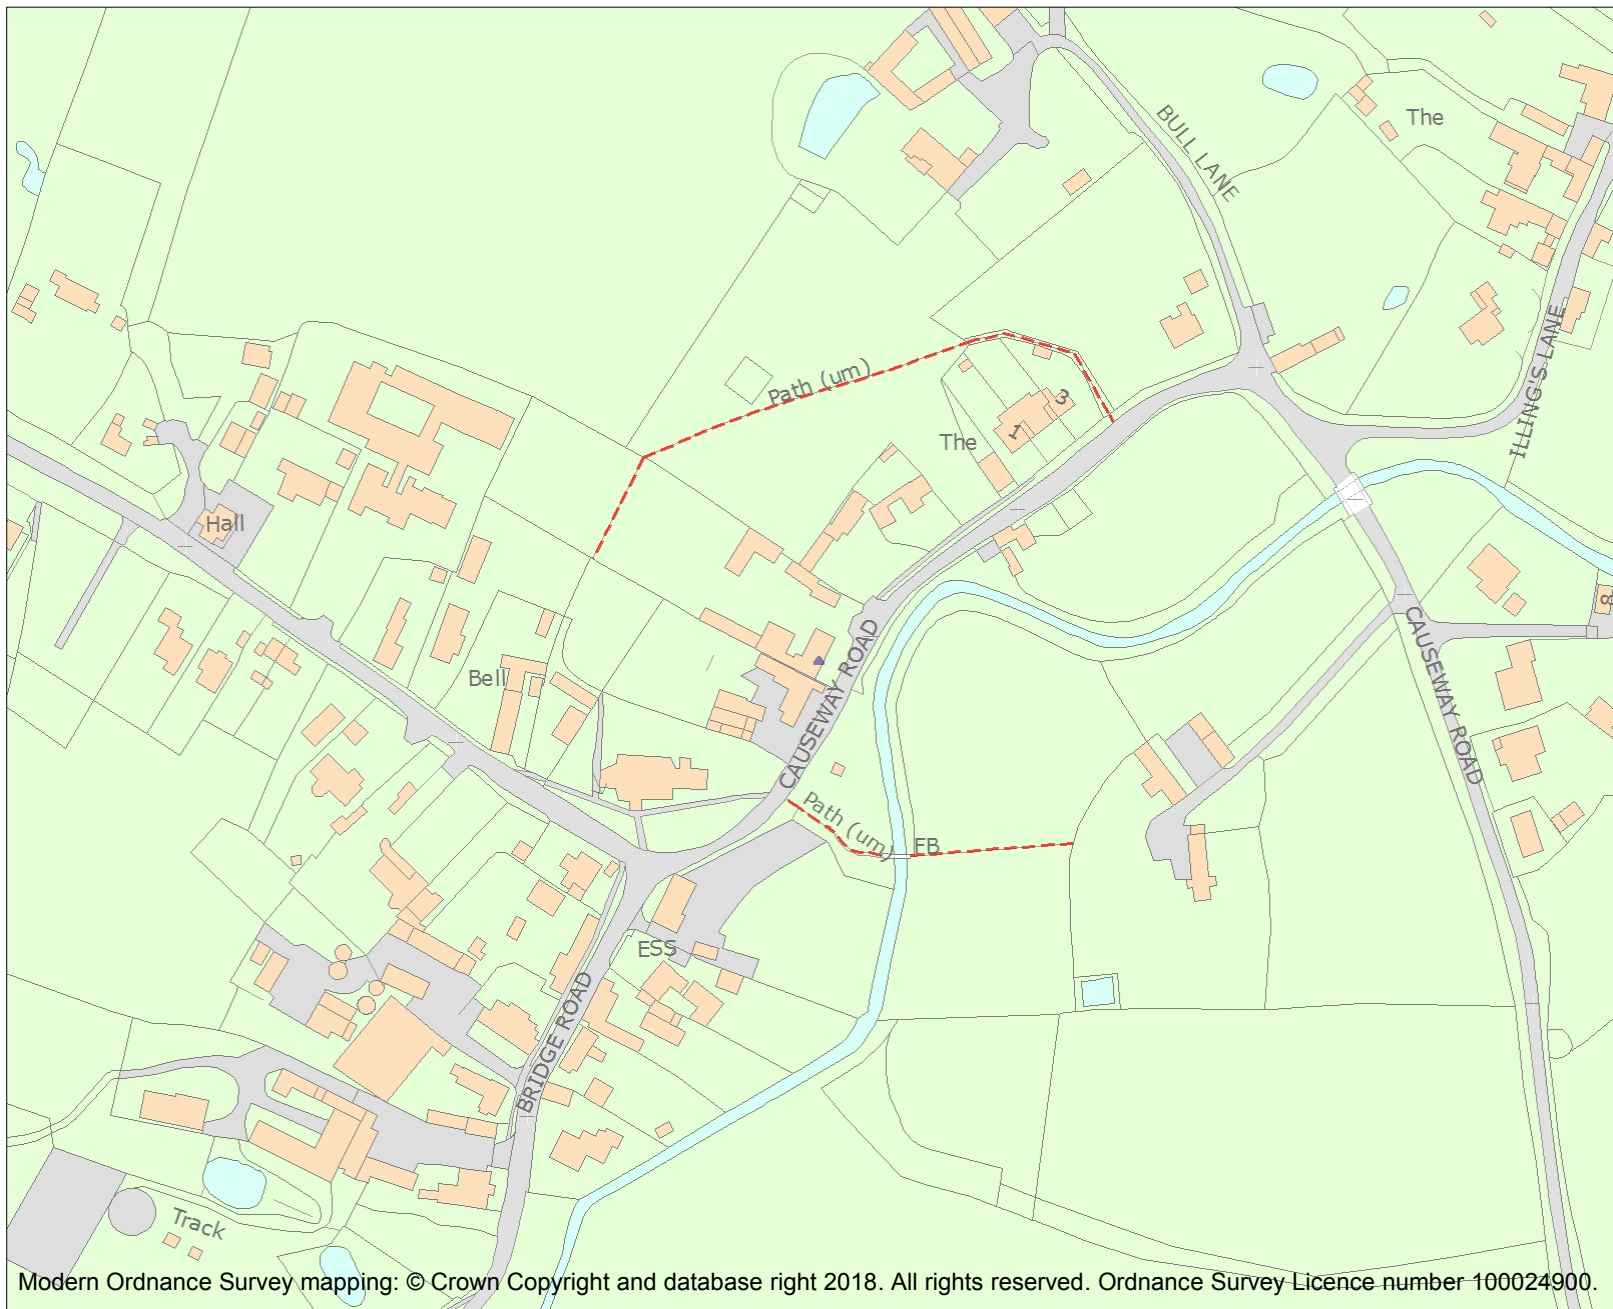 The
BULL LANE
ILLING'S LANE
Path (um)
3
1
The
Hall
CAUSEWAY ROAD
8
CAUSEWAY ROAD
Bell
Path (um)
FB
ESS
BRIDGE ROAD
Track
Modern Ordnance Survey mapping: © Crown Copyright and database right 2018. All rights reserved. Ordnance Survey Licence number 100024900.